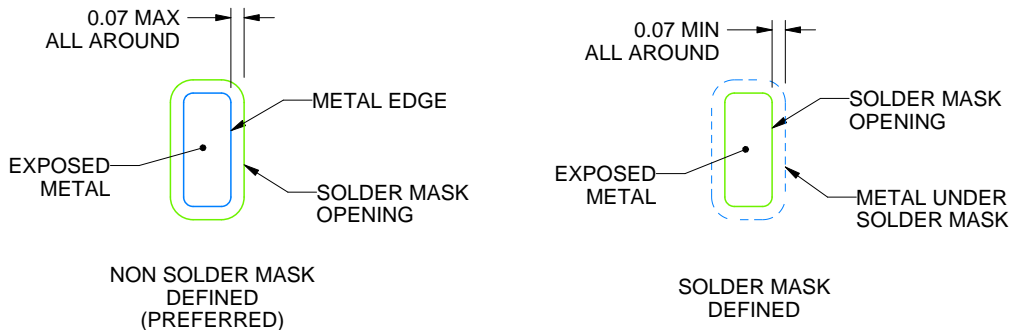 0.07 MAX
ALL AROUND
METAL EDGE
EXPOSED
METAL
SOLDER MASK
OPENING
NON SOLDER MASK
DEFINED
(PREFERRED)
0.07 MIN
ALL AROUND
SOLDER MASK
OPENING
EXPOSED
METAL
METAL UNDER
SOLDER MASK
SOLDER MASK
DEFINED